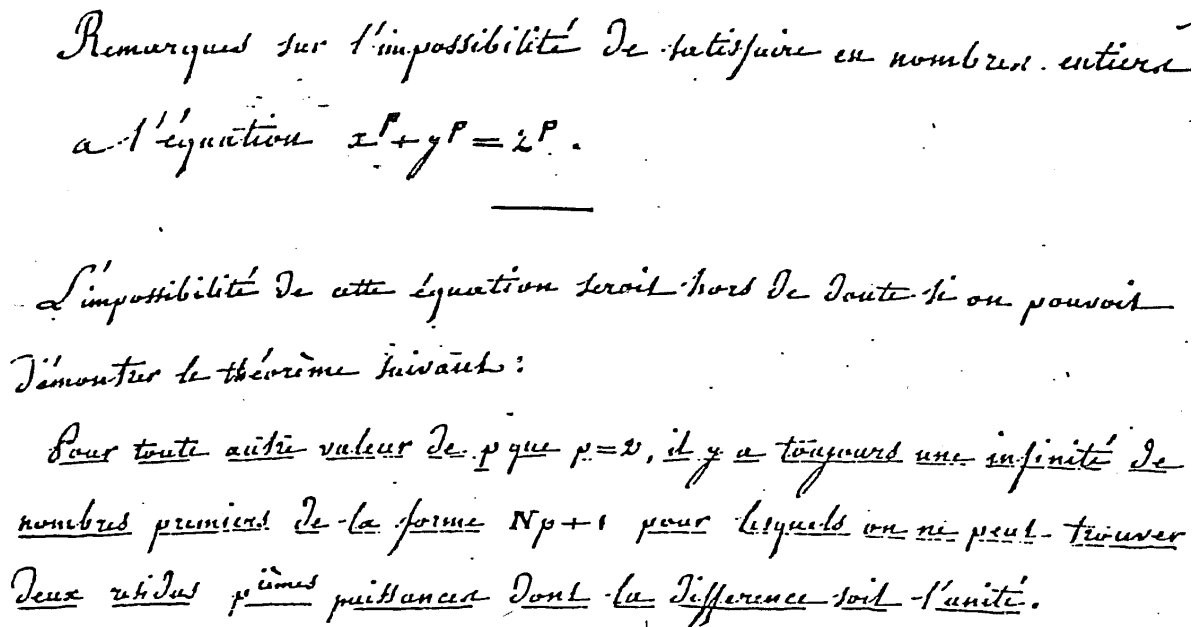 Remarques sur l'impossibilité de satisfaire en nombres entiers
a l'équation x^p + y^p = z^p.
L'impossibilité de cette équation seroit hors de doute si on pouvoit
démontrer le théorème suivant:
Pour toute autre valeur de p que p=2, il y a toujours une infinité de
nombres premiers de la forme Np+1 pour lesquels on ne peut trouver
deux résidus p^ièmes puissances dont la différence soit l'unité.